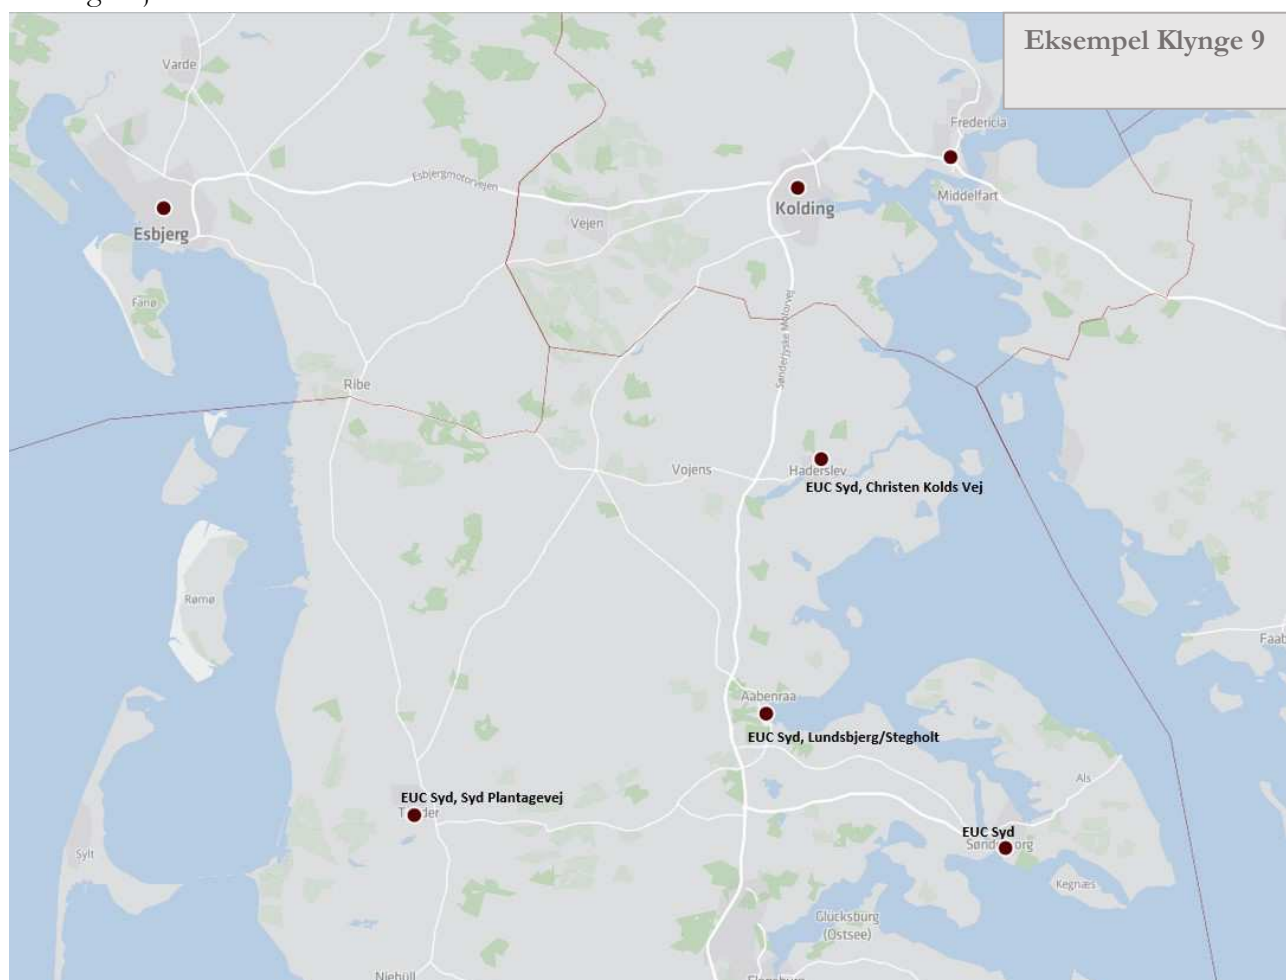 Eksempel Klynge 9
Varde
Fredericia
Esbjergmotorvejen
Middelfart
Kolding
Vejen
Esbjerg
Fanø
Sønderjyske Motorvej
Ribe
Vojens
Haderslev
EUC Syd, Christen Kolds Vej
Rømø
Faab
Aabenraa
EUC Syd, Lundsbjerg/Stegholt
Als
EUC Syd, Syd Plantagevej
EUC Syd
Sylt
Kegnæs
Glücksburg
(Ostsee)
Niebüll